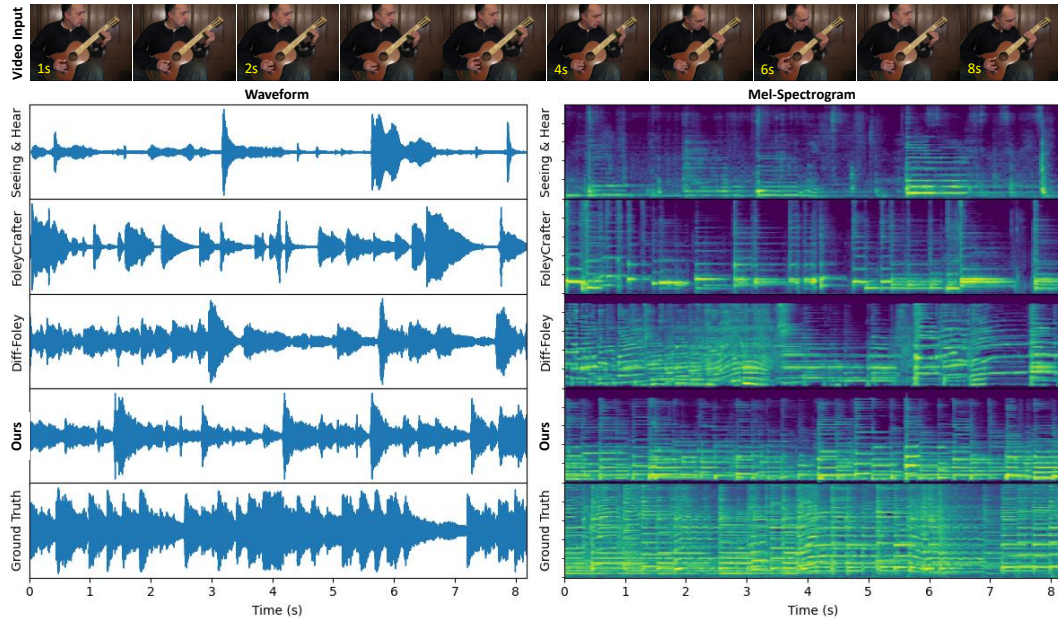 Video Input
1s 2s 4s 6s 8s
Waveform
Seeing & Hear
FoleyCrafter
Diff-Foley
Ours
Ground Truth
0 1 2 3 4 5 6 7 8
Time (s)
Mel-Spectrogram
Seeing & Hear
FoleyCrafter
Diff-Foley
Ours
Ground Truth
0 1 2 3 4 5 6 7 8
Time (s)